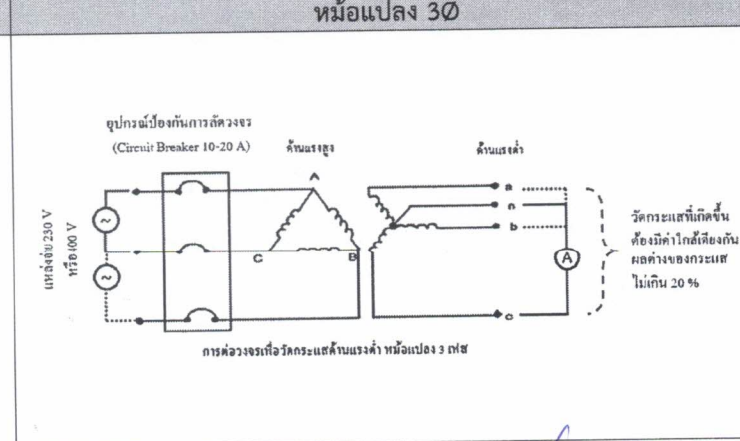 หม้อแปลง 3Ø
อุปกรณ์ป้องกันการลัดวงจร
(Circuit Breaker 10-20 A)
ด้านแรงสูง
ด้านแรงต่ำ
A
C
B
a
n
b
c
A
แหล่งจ่าย 230 V
หรือ400 V
วัดกระแสที่เกิดขึ้น
ต้องมีค่าใกล้เคียงกัน
ผลต่างของกระแส
ไม่เกิน 20 %
การต่อวงจรเพื่อวัดกระแสด้านแรงต่ำ หม้อแปลง 3 เฟส